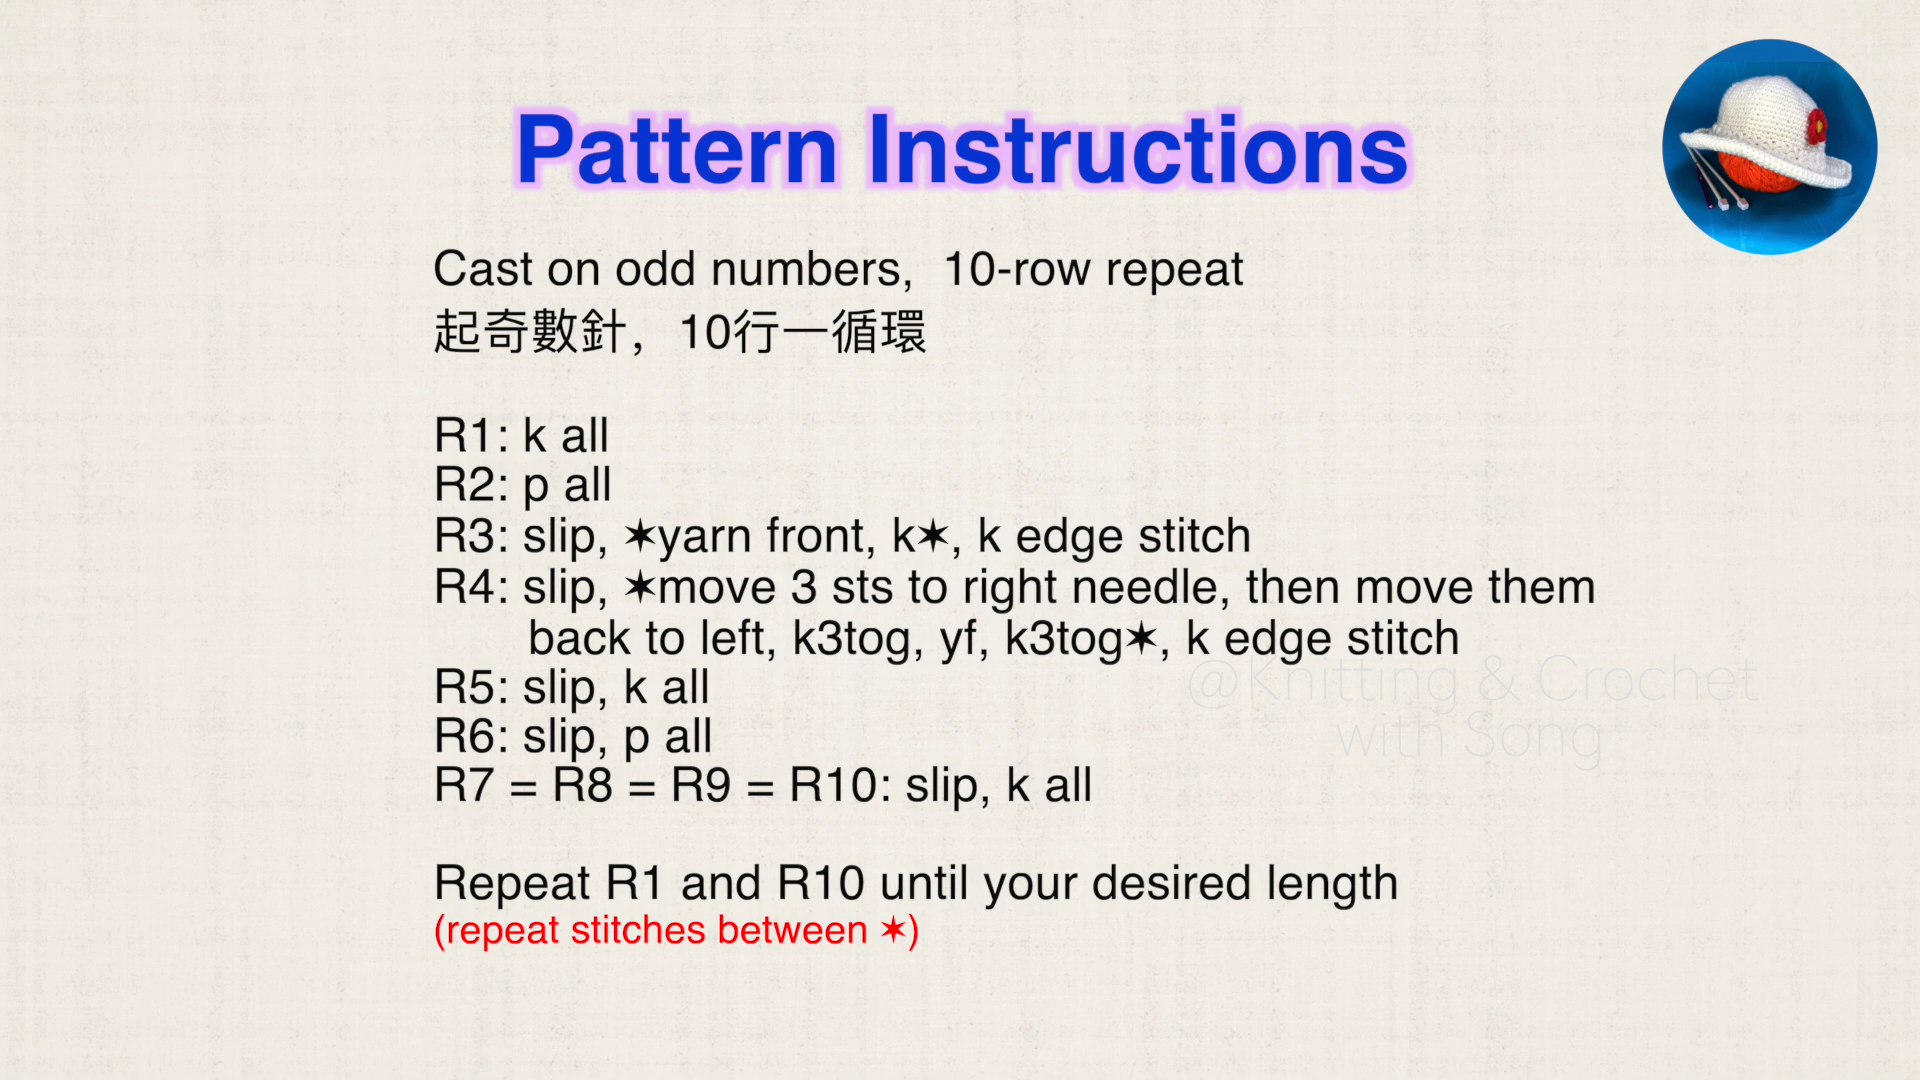 Pattern Instructions
Cast on odd numbers, 10-row repeat
起奇數針，10行一循環
R1: k all
R2: p all
R3: slip, ✶yarn front, k✶, k edge stitch
R4: slip, ✶move 3 sts to right needle, then move them
back to left, k3tog, yf, k3tog✶, k edge stitch
R5: slip, k all
R6: slip, p all
R7 = R8 = R9 = R10: slip, k all
@Knitting & Crochet
with Song
Repeat R1 and R10 until your desired length
(repeat stitches between ✶)